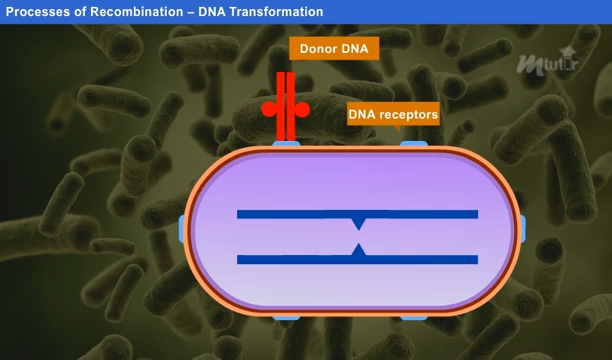 Processes of Recombination – DNA Transformation
Donor DNA
mtutor
DNA receptors